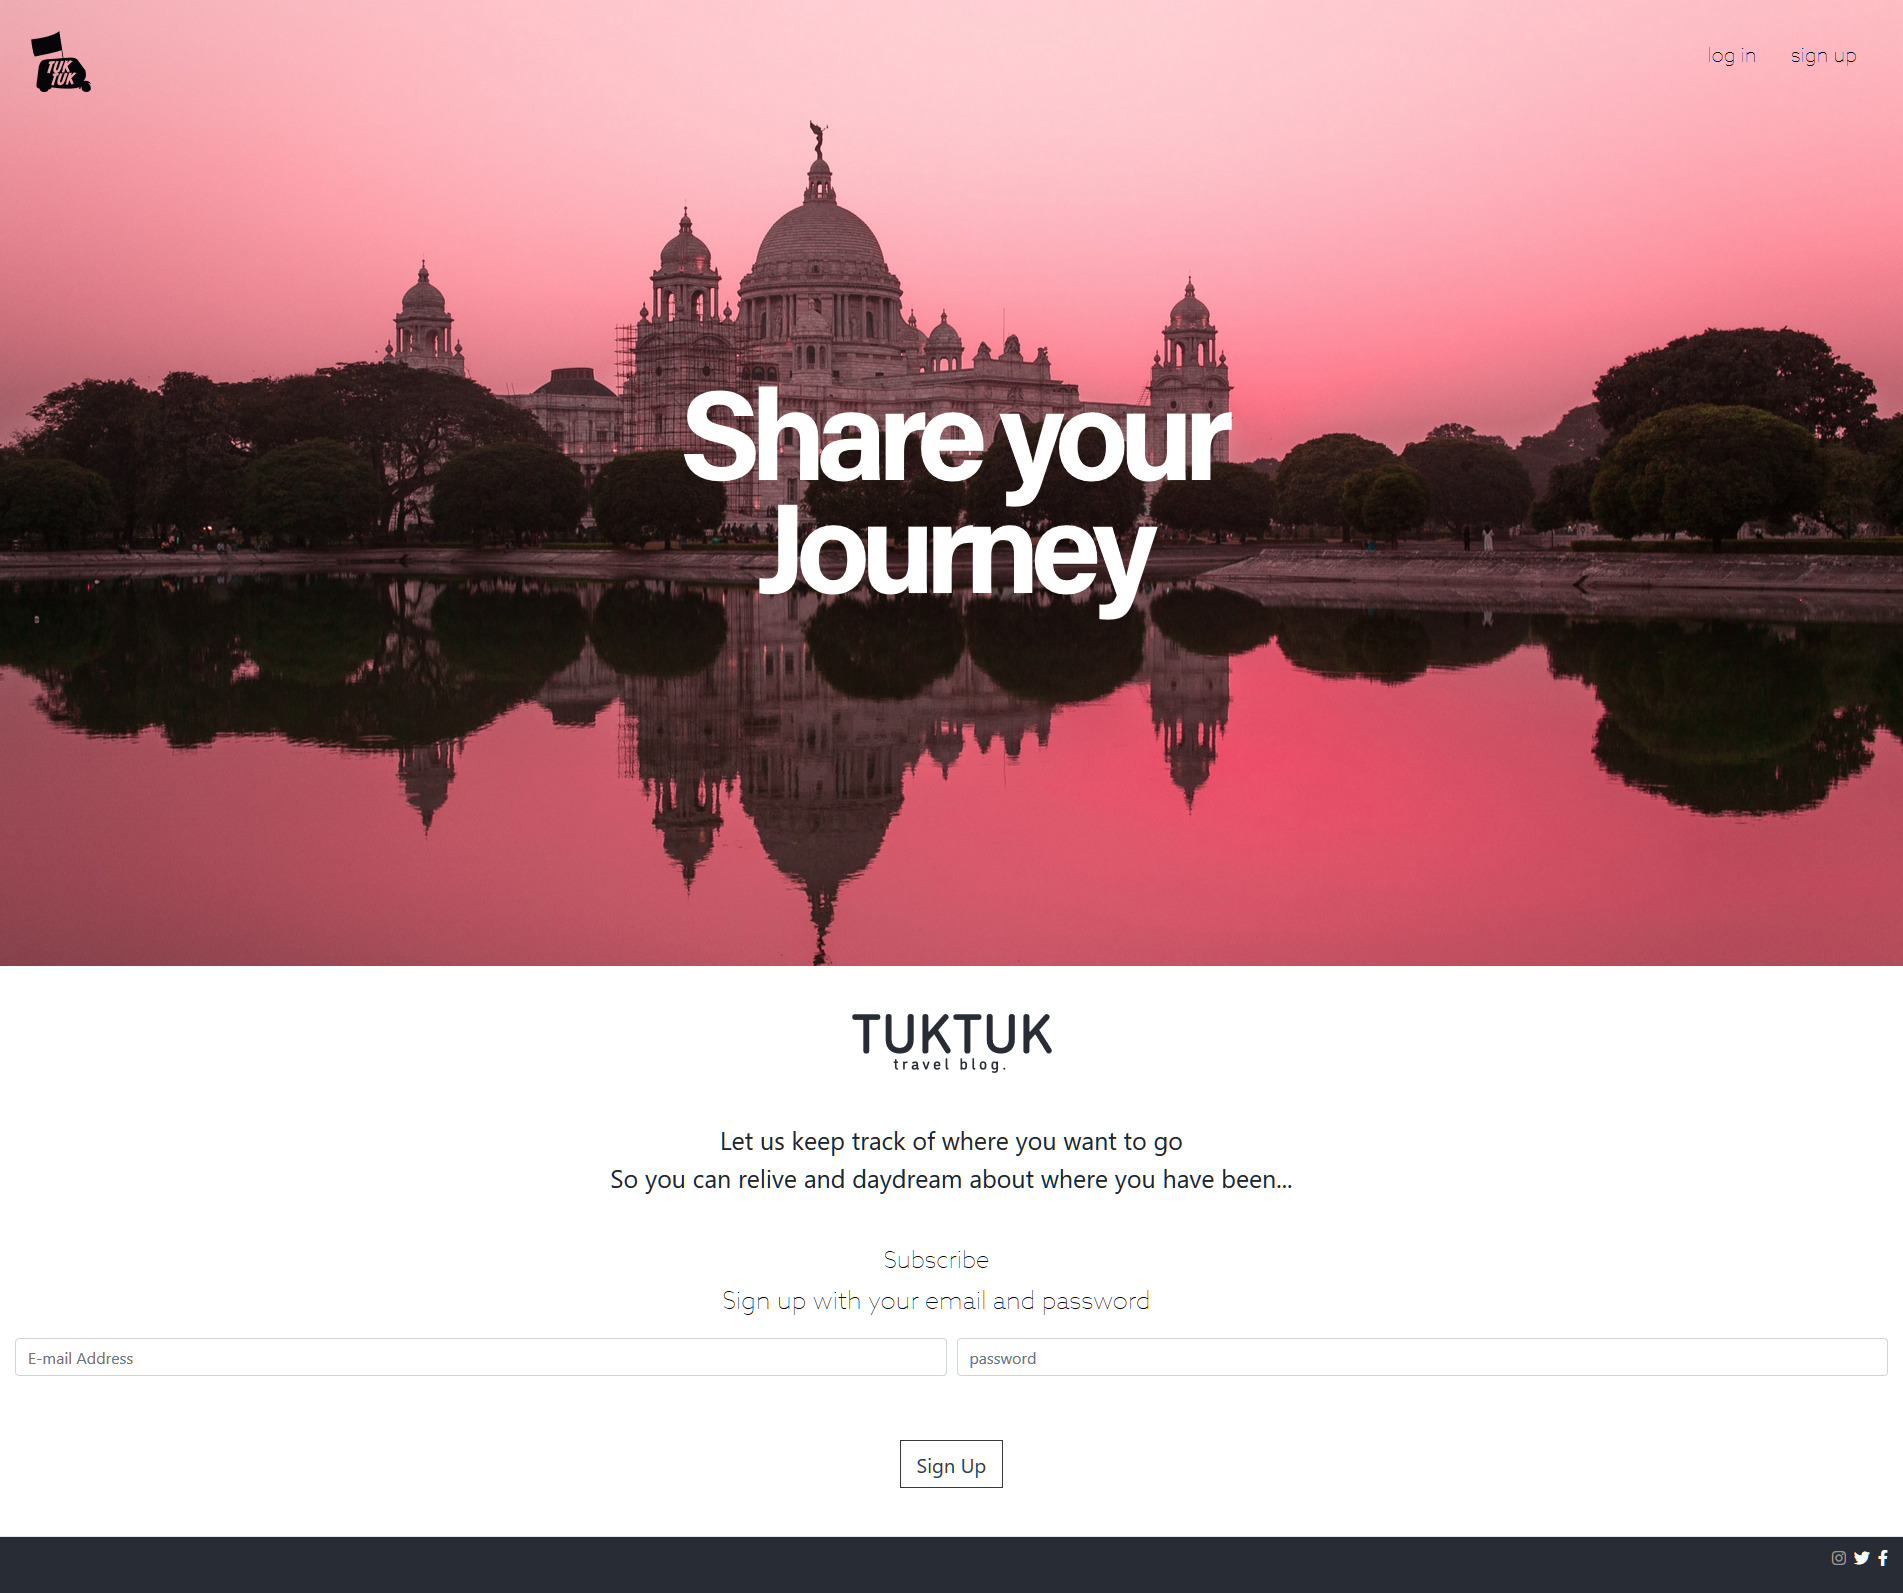 TUK
TUK
log in
sign up
Share your
Journey
TUKTUK
travel blog.
Let us keep track of where you want to go
So you can relive and daydream about where you have been...
Subscribe
Sign up with your email and password
E-mail Address
password
Sign Up